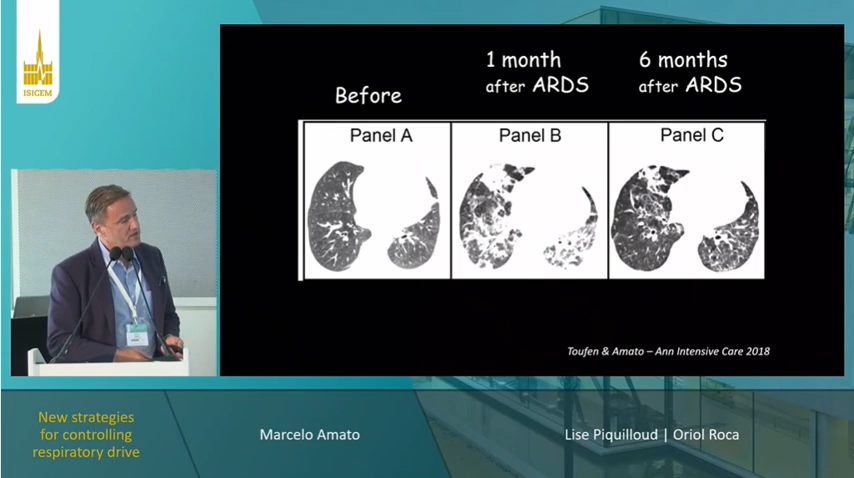 ISICEM
Before
1 month
after ARDS
6 months
after ARDS
Panel A
Panel B
Panel C
Toufen & Amato – Ann Intensive Care 2018
New strategies
for controlling
respiratory drive
Marcelo Amato
Lise Piquilloud | Oriol Roca